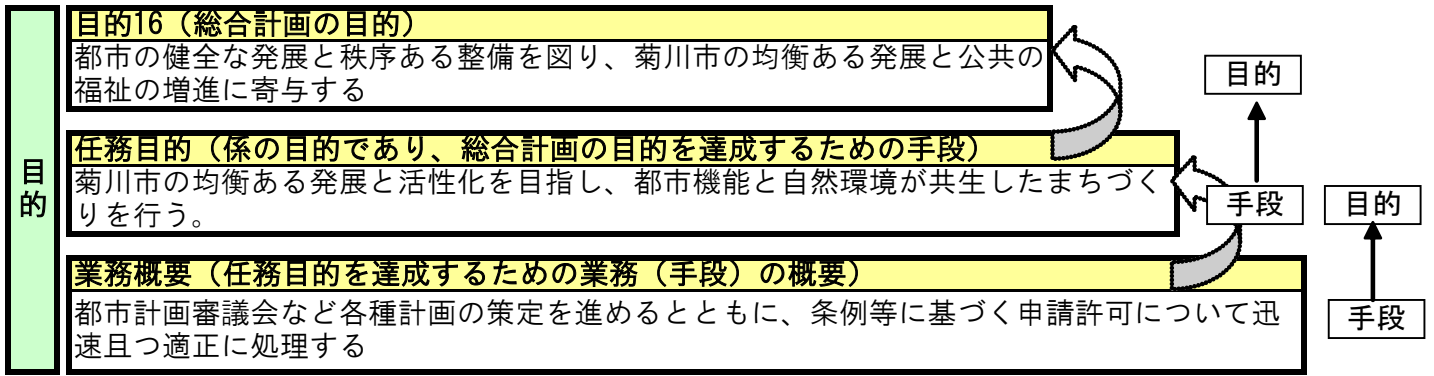 目的
目的16（総合計画の目的）
都市の健全な発展と秩序ある整備を図り、菊川市の均衡ある発展と公共の
福祉の増進に寄与する
任務目的（係の目的であり、総合計画の目的を達成するための手段）
菊川市の均衡ある発展と活性化を目指し、都市機能と自然環境が共生したまちづく
りを行う。
業務概要（任務目的を達成するための業務（手段）の概要）
都市計画審議会など各種計画の策定を進めるとともに、条例等に基づく申請許可について迅
速且つ適正に処理する
目的
手段
目的
手段